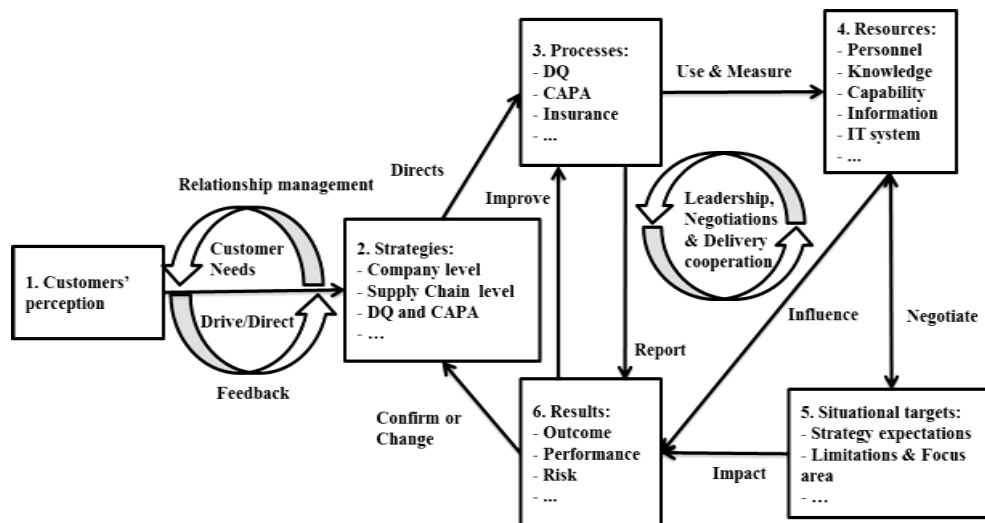 3. Processes:
- DQ
- CAPA
- Insurance
- ...
Use & Measure
4. Resources:
- Personnel
- Knowledge
- Capability
- Information
- IT system
- ...
Directs
Relationship management
Improve
Leadership,
Negotiations
& Delivery
cooperation
1. Customers'
perception
Customer
Needs
Drive/Direct
Feedback
2. Strategies:
- Company level
- Supply Chain level
- DQ and CAPA
- ...
Influence
Negotiate
Report
Confirm or
Change
6. Results:
- Outcome
- Performance
- Risk
- ...
Impact
5. Situational targets:
- Strategy expectations
- Limitations & Focus
area
- ...